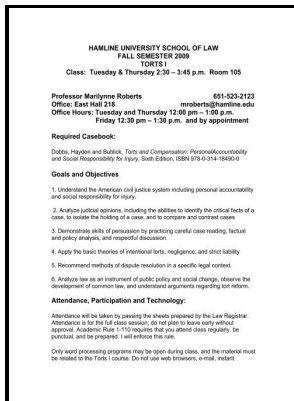 HAMLINE UNIVERSITY SCHOOL OF LAW
FALL SEMESTER 2009
TORTS I
Class: Tuesday & Thursday 2:30 – 3:45 p.m. Room 105
Professor Marilynne Roberts 651-523-2123
Office: East Hall 218 mroberts@hamline.edu
Office Hours: Tuesday and Thursday 12:00 pm – 1:00 p.m.
Friday 12:30 pm – 1:30 p.m. and by appointment
Required Casebook:
Dobbs, Hayden and Bublick, Torts and Compensation: PersonalAccountability
and Social Responsibility for Injury, Sixth Edition, ISBN 978-0-314-18490-0
Goals and Objectives
1. Understand the American civil justice system including personal accountability
and social responsibility for injury.
2. Analyze judicial opinions, including the abilities to identify the critical facts of a
case, to isolate the holding of a case, and to compare and contrast cases
3. Demonstrate skills of persuasion by practicing careful case reading, factual
and policy analysis, and respectful discussion.
4. Apply the basic theories of intentional torts, negligence, and strict liability
5. Recommend methods of dispute resolution in a specific legal context.
6. Analyze law as an instrument of public policy and social change, observe the
development of common law, and understand arguments regarding tort reform.
Attendance, Participation and Technology:
Attendance will be taken by passing the sheets prepared by the Law Registrar.
Attendance is for the full class session; do not plan to leave early without
approval. Academic Rule 1-110 requires that you attend class regularly, be
punctual, and be prepared. I will enforce this rule.
Only word processing programs may be open during class, and the material must
be related to the Torts I course. Do not use web browsers, e-mail, instant